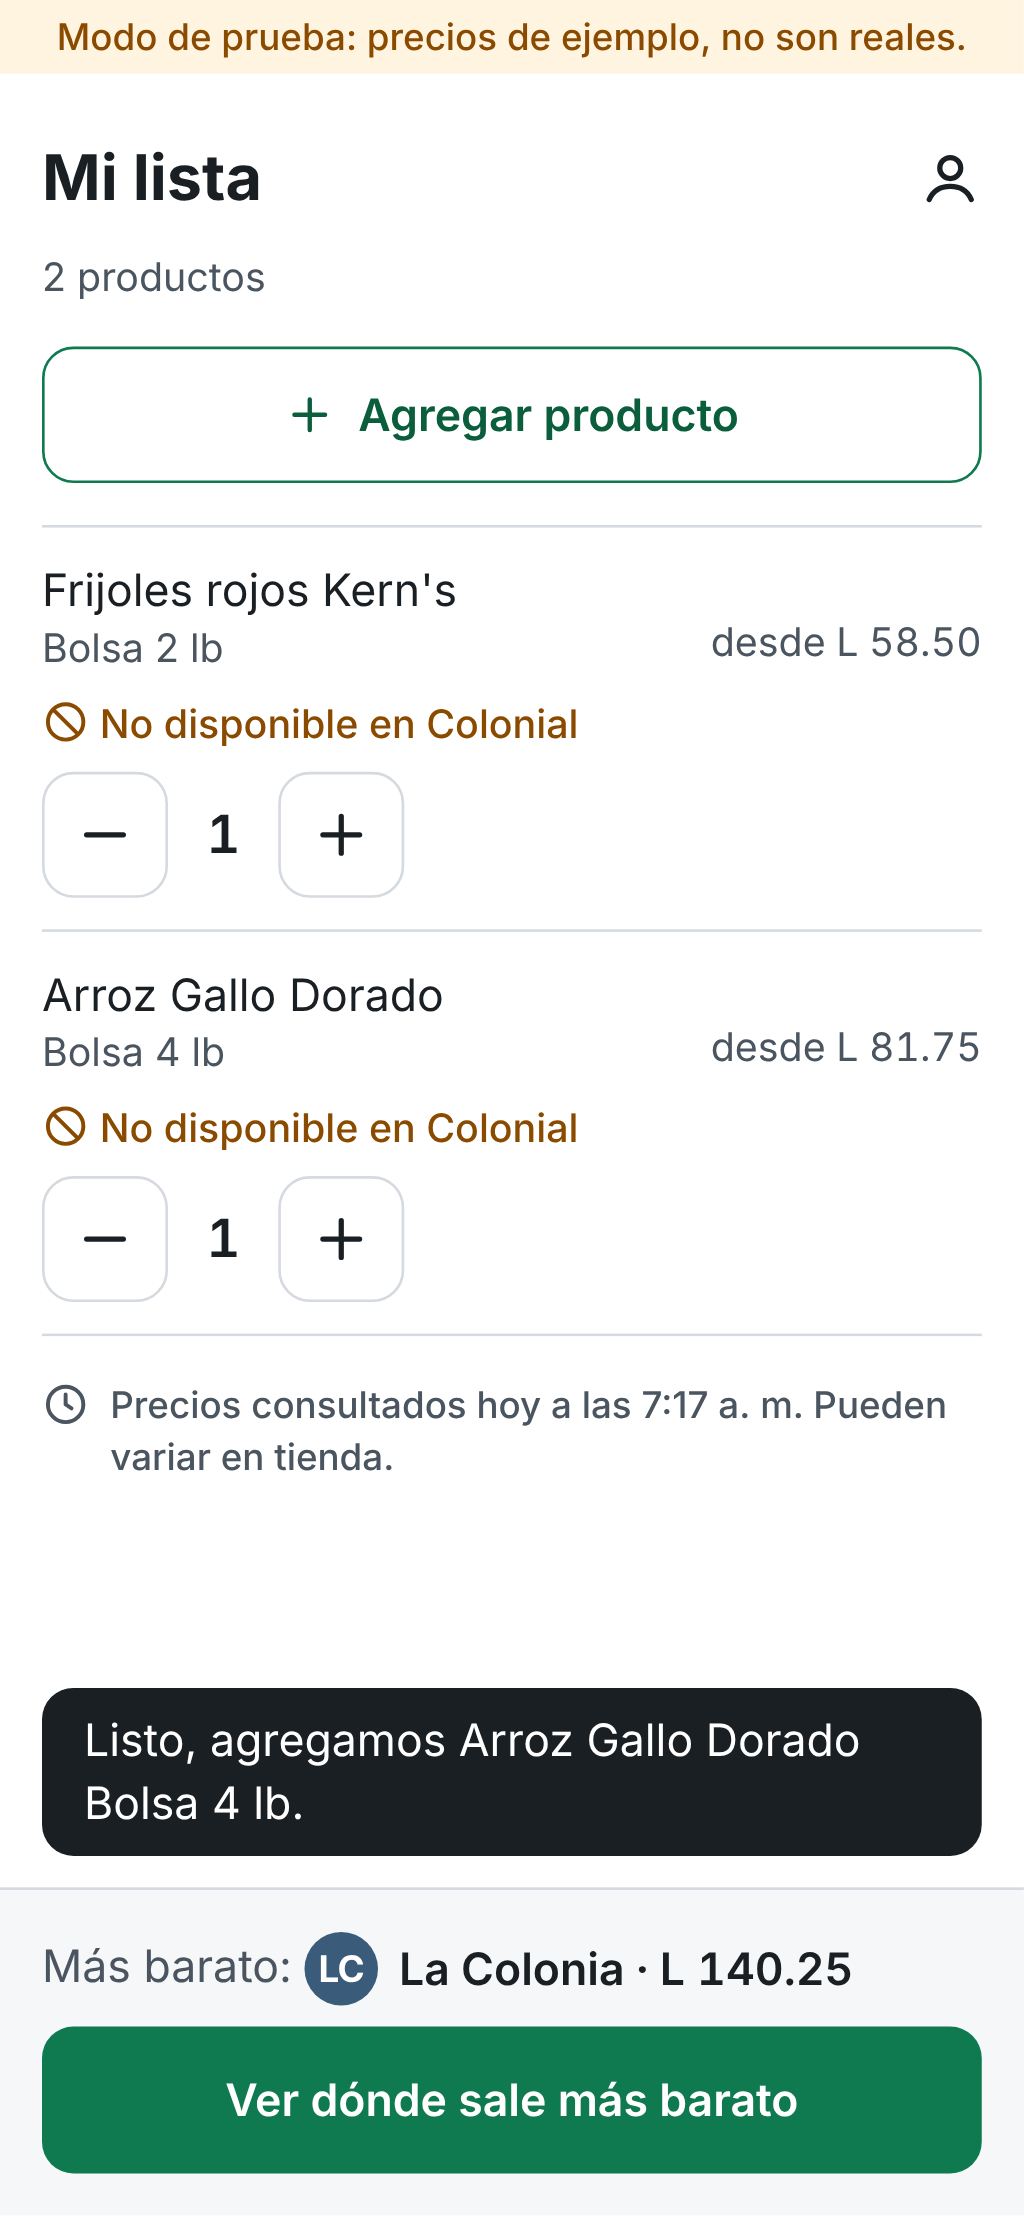 Modo de prueba: precios de ejemplo, no son reales.
Mi lista
2 productos
+ Agregar producto
Frijoles rojos Kern's
Bolsa 2 lb
desde L 58.50
No disponible en Colonial
− 1 +
Arroz Gallo Dorado
Bolsa 4 lb
desde L 81.75
No disponible en Colonial
− 1 +
Precios consultados hoy a las 7:17 a. m. Pueden
variar en tienda.
Listo, agregamos Arroz Gallo Dorado
Bolsa 4 lb.
Más barato: LC La Colonia · L 140.25
Ver dónde sale más barato